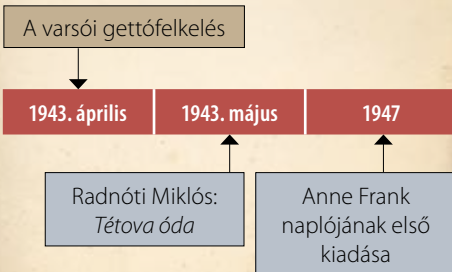 A varsói gettófelkelés
1943. április
1943. május
1947
Radnóti Miklós:
Tétova óda
Anne Frank
naplójának első
kiadása